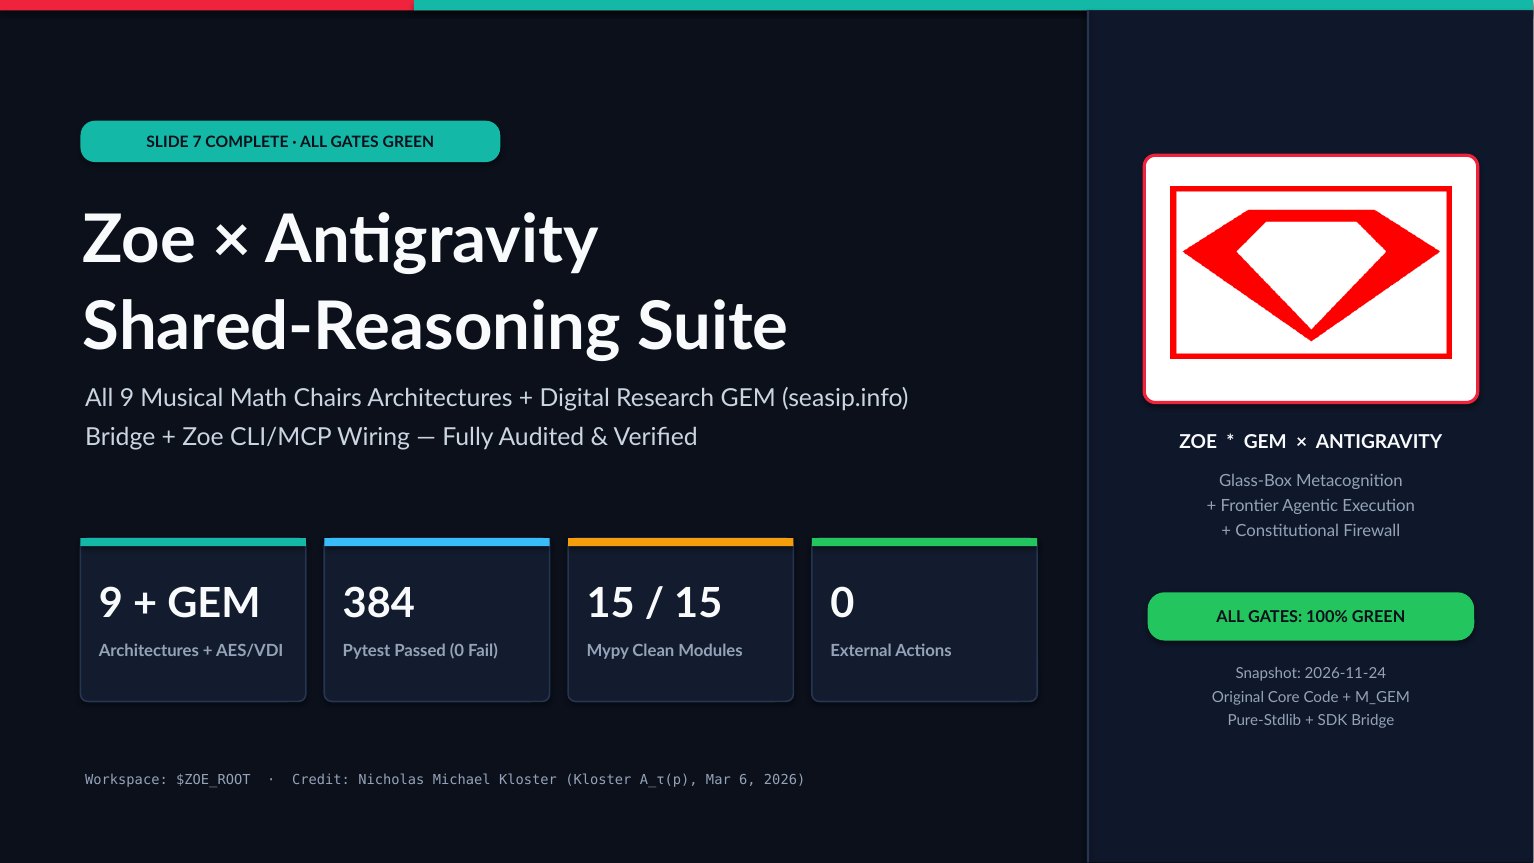 SLIDE 7 COMPLETE · ALL GATES GREEN
Zoe × Antigravity
Shared-Reasoning Suite
All 9 Musical Math Chairs Architectures + Digital Research GEM (seasip.info)
Bridge + Zoe CLI/MCP Wiring — Fully Audited & Verified
9 + GEM
Architectures + AES/VDI
384
Pytest Passed (0 Fail)
15 / 15
Mypy Clean Modules
0
External Actions
Workspace: $ZOE_ROOT · Credit: Nicholas Michael Kloster (Kloster A_τ(p), Mar 6, 2026)
ZOE * GEM × ANTIGRAVITY
Glass-Box Metacognition
+ Frontier Agentic Execution
+ Constitutional Firewall
ALL GATES: 100% GREEN
Snapshot: 2026-11-24
Original Core Code + M_GEM
Pure-Stdlib + SDK Bridge